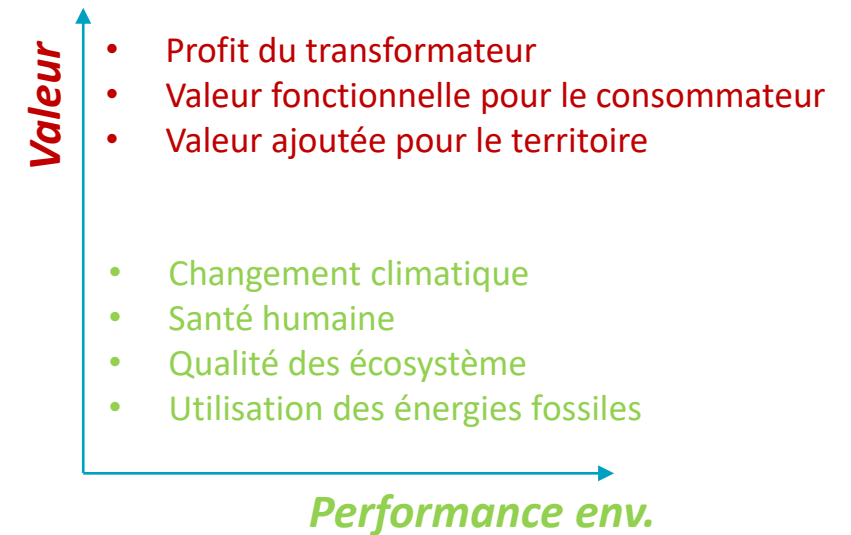 Valeur
• Profit du transformateur
• Valeur fonctionnelle pour le consommateur
• Valeur ajoutée pour le territoire
• Changement climatique
• Santé humaine
• Qualité des écosystème
• Utilisation des énergies fossiles
Performance env.